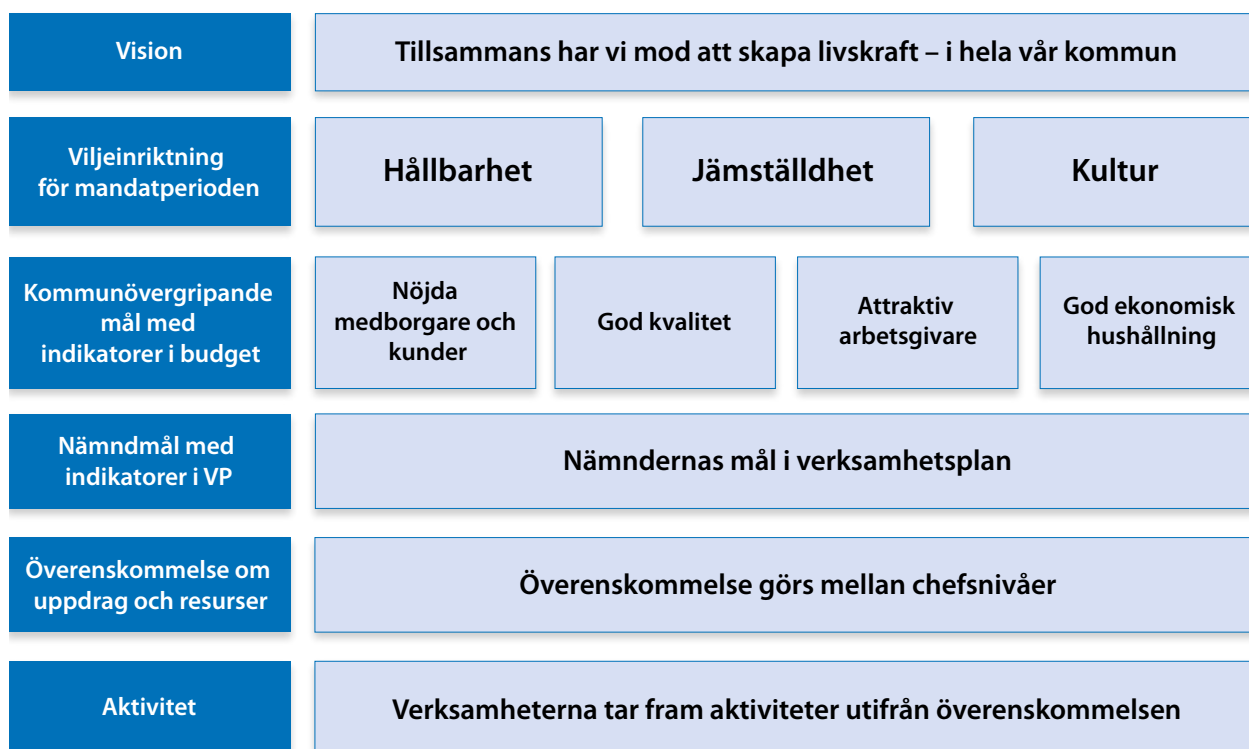 Vision
Tillsammans har vi mod att skapa livskraft – i hela vår kommun
Viljeinriktning
för mandatperioden
Hållbarhet
Jämställdhet
Kultur
Kommunövergripande
mål med
indikatorer i budget
Nöjda
medborgare och
kunder
God kvalitet
Attraktiv
arbetsgivare
God ekonomisk
hushållning
Nämndmål med
indikatorer i VP
Nämndernas mål i verksamhetsplan
Överenskommelse om
uppdrag och resurser
Överenskommelse görs mellan chefsnivåer
Aktivitet
Verksamheterna tar fram aktiviteter utifrån överenskommelsen